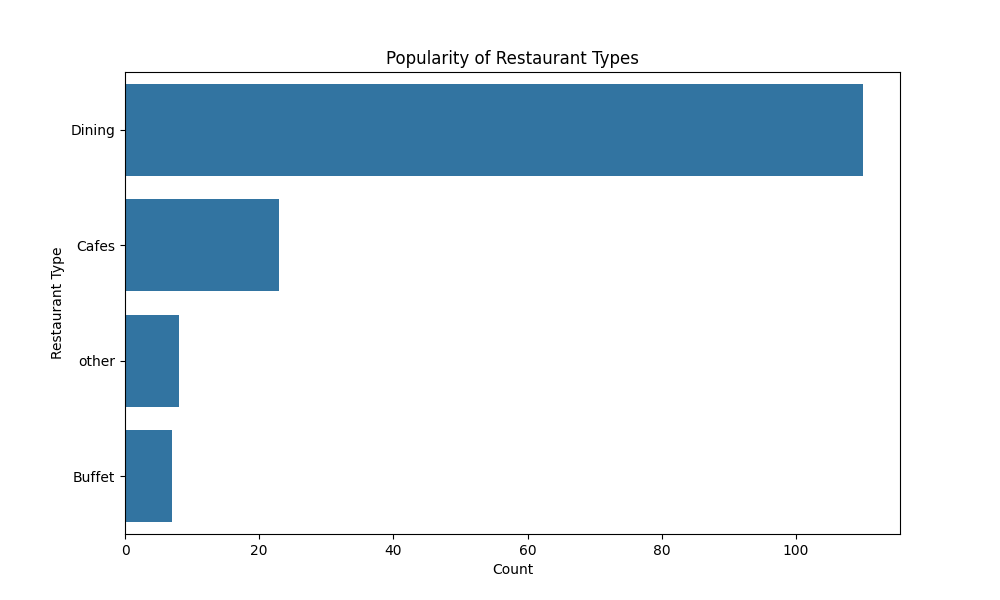 Popularity of Restaurant Types
Dining
Cafes
other
Buffet
Restaurant Type
0 20 40 60 80 100
Count